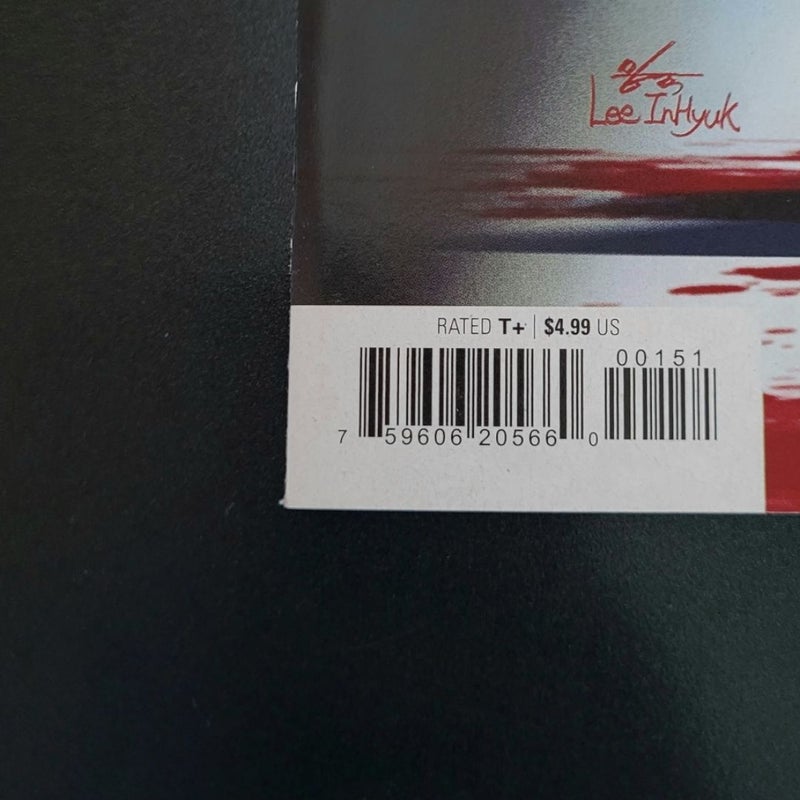 Lee InHyuk
RATED T+ | $4.99 US
00151
7 59606 20566 0